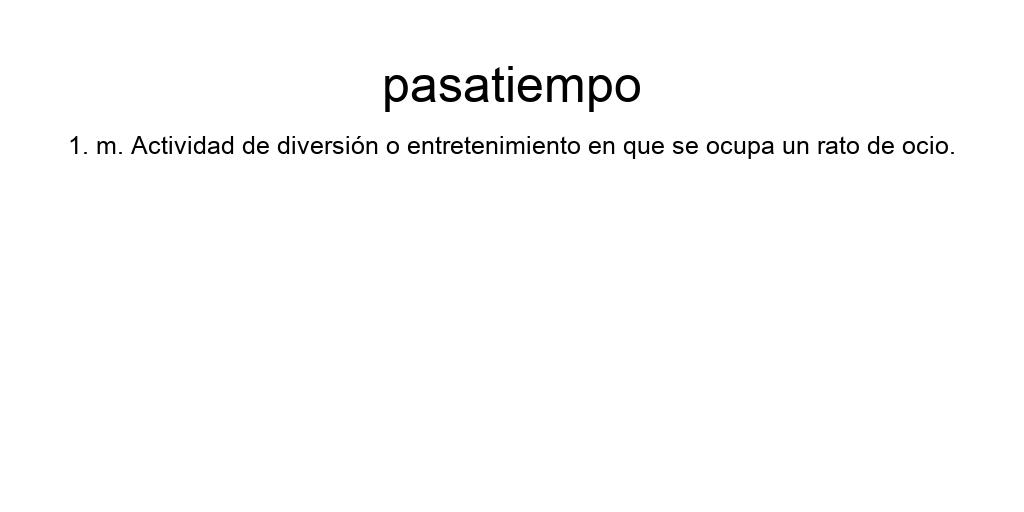 pasatiempo
1. m. Actividad de diversión o entretenimiento en que se ocupa un rato de ocio.